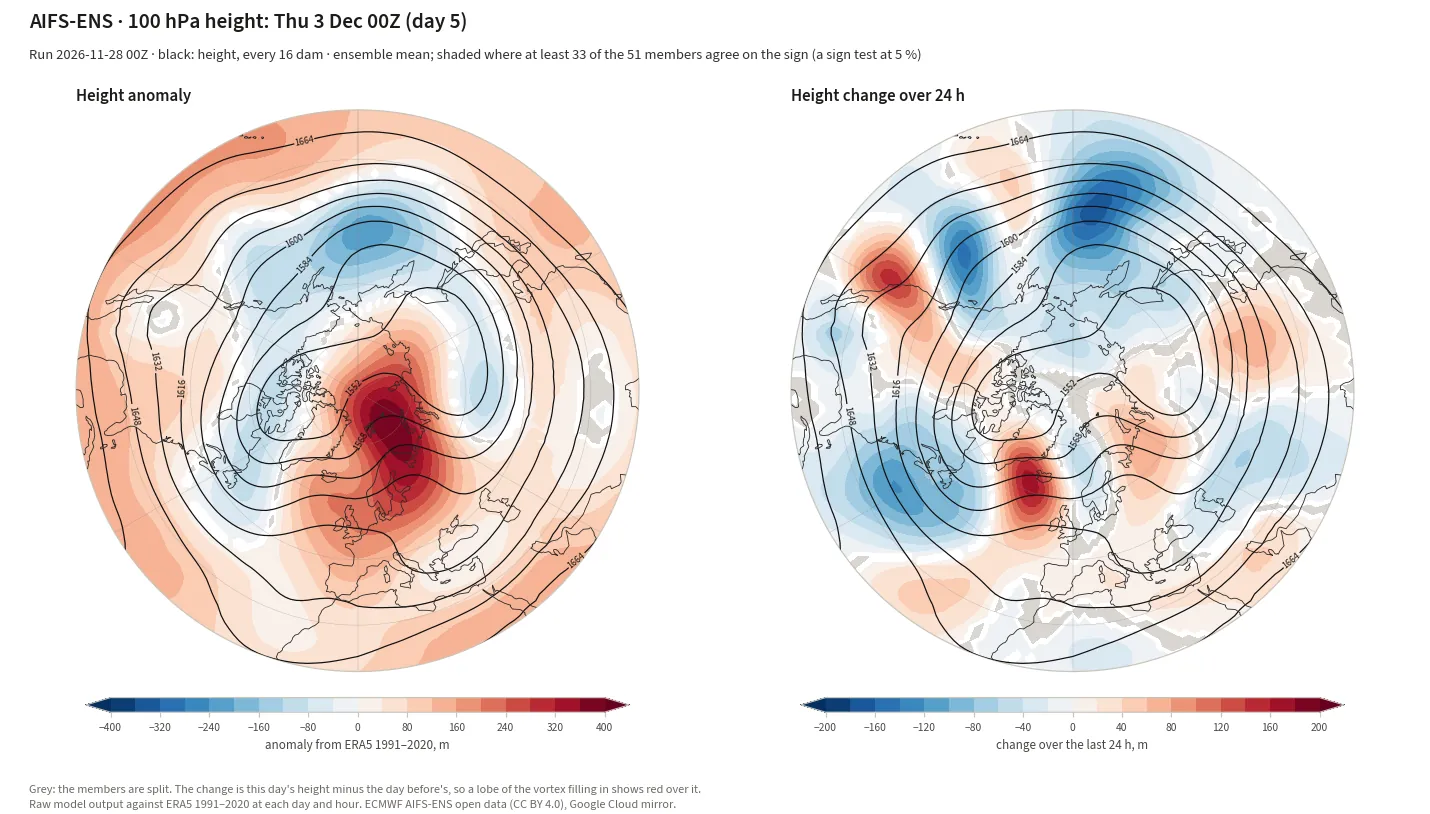 AIFS-ENS · 100 hPa height: Thu 3 Dec 00Z (day 5)
Run 2026-11-28 00Z · black: height, every 16 dam · ensemble mean; shaded where at least 33 of the 51 members agree on the sign (a sign test at 5 %)
Height anomaly
Height change over 24 h
1664
1600
1584
1632
1616
1648
1552
1568
1664
1664
1600
1584
1632
1616
1648
1552
1568
1664
−400 −320 −240 −160 −80 0 80 160 240 320 400
anomaly from ERA5 1991–2020, m
−200 −160 −120 −80 −40 0 40 80 120 160 200
change over the last 24 h, m
Grey: the members are split. The change is this day's height minus the day before's, so a lobe of the vortex filling in shows red over it.
Raw model output against ERA5 1991–2020 at each day and hour. ECMWF AIFS-ENS open data (CC BY 4.0), Google Cloud mirror.